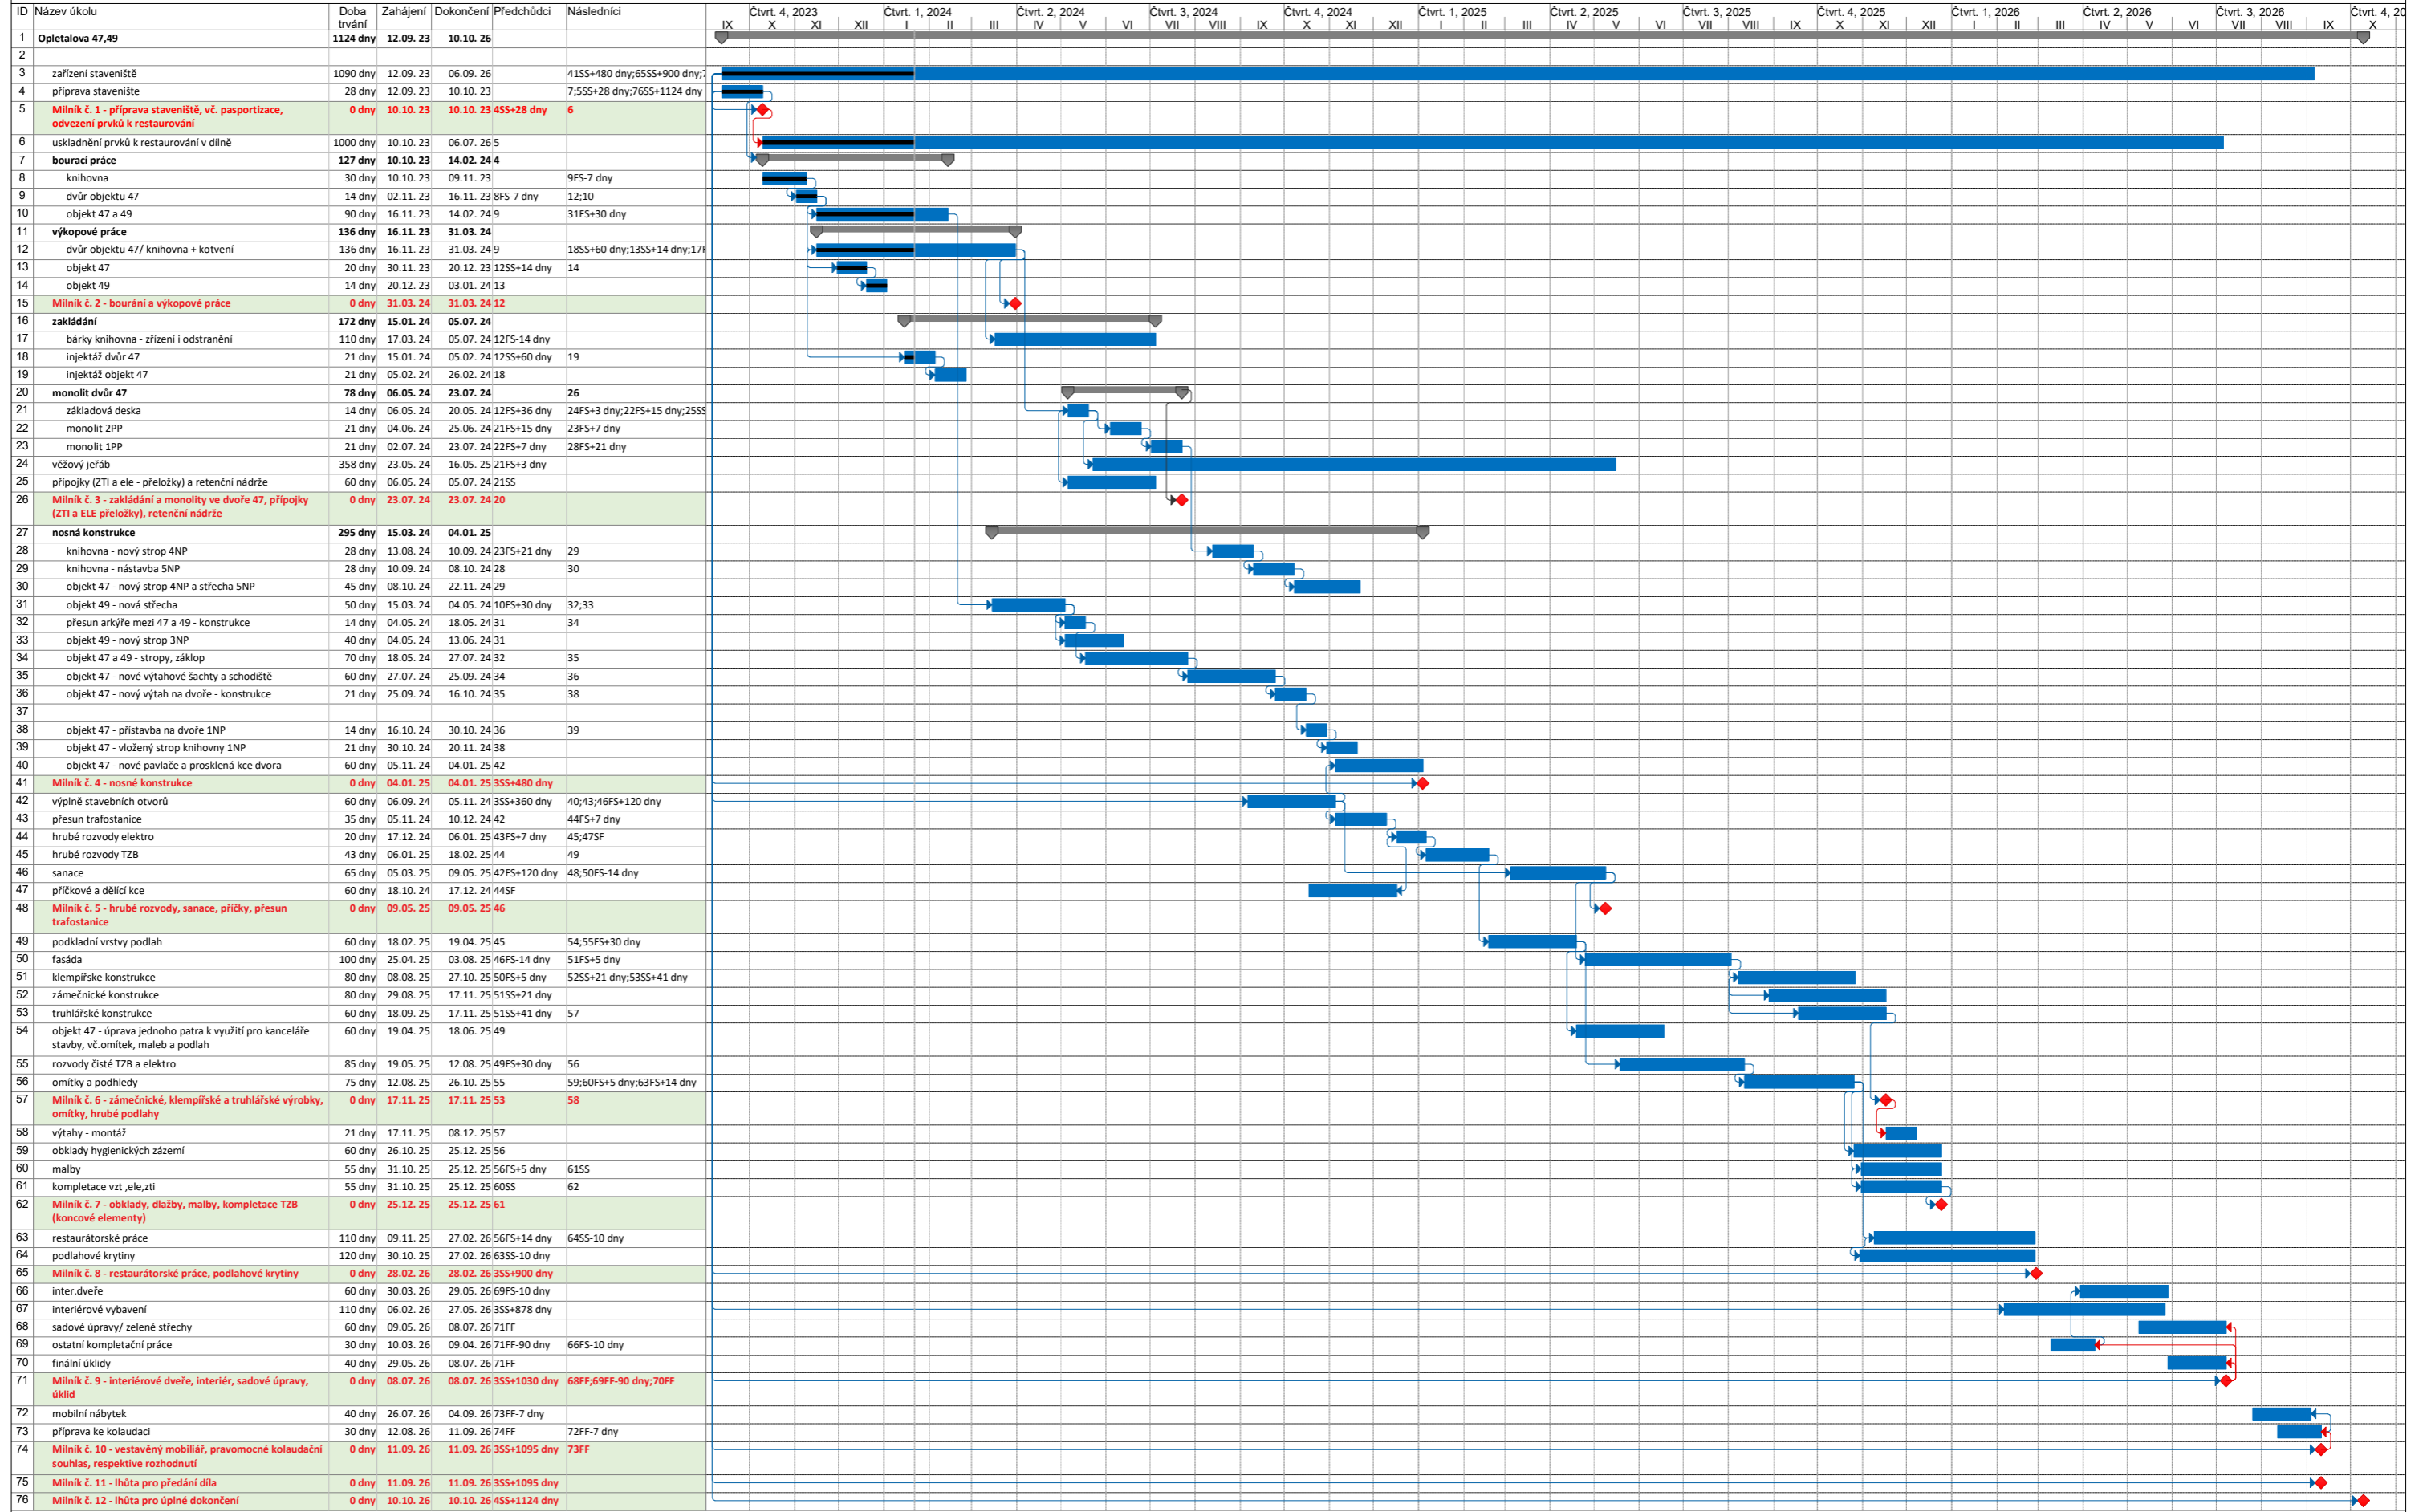 ID Název úkolu Doba trvání Zahájení Dokončení Předchůdci Následníci
Čtvrt. 4, 2023 Čtvrt. 1, 2024 Čtvrt. 2, 2024 Čtvrt. 3, 2024 Čtvrt. 4, 2024 Čtvrt. 1, 2025 Čtvrt. 2, 2025 Čtvrt. 3, 2025 Čtvrt. 4, 2025 Čtvrt. 1, 2026 Čtvrt. 2, 2026 Čtvrt. 3, 2026 Čtvrt. 4, 20
IX X XI XII I II III IV V VI VII VIII IX X XI XII I II III IV V VI VII VIII IX X XI XII I II III IV V VI VII VIII IX X
1 Opletalova 47,49 1124 dny 12.09. 23 10.10. 26
2
3 zařízení staveniště 1090 dny 12.09. 23 06.09. 26 41SS+480 dny;65SS+900 dny;
4 příprava stavenište 28 dny 12.09. 23 10.10. 23 7;5SS+28 dny;76SS+1124 dny
5 Milník č. 1 - příprava staveniště, vč. pasportizace, 0 dny 10.10. 23 10.10. 23 4SS+28 dny 6
odvezení prvků k restaurování
6 uskladnění prvků k restaurování v dílně 1000 dny 10.10. 23 06.07. 26 5
7 bourací práce 127 dny 10.10. 23 14.02. 24 4
8 knihovna 30 dny 10.10. 23 09.11. 23 9FS-7 dny
9 dvůr objektu 47 14 dny 02.11. 23 16.11. 23 8FS-7 dny 12;10
10 objekt 47 a 49 90 dny 16.11. 23 14.02. 24 9 31FS+30 dny
11 výkopové práce 136 dny 16.11. 23 31.03. 24
12 dvůr objektu 47/ knihovna + kotvení 136 dny 16.11. 23 31.03. 24 9 18SS+60 dny;13SS+14 dny;17F
13 objekt 47 20 dny 30.11. 23 20.12. 23 12SS+14 dny 14
14 objekt 49 14 dny 20.12. 23 03.01. 24 13
15 Milník č. 2 - bourání a výkopové práce 0 dny 31.03. 24 31.03. 24 12
16 zakládání 172 dny 15.01. 24 05.07. 24
17 bárky knihovna - zřízení i odstranění 110 dny 17.03. 24 05.07. 24 12FS-14 dny
18 injektáž dvůr 47 21 dny 15.01. 24 05.02. 24 12SS+60 dny 19
19 injektáž objekt 47 21 dny 05.02. 24 26.02. 24 18
20 monolit dvůr 47 78 dny 06.05. 24 23.07. 24 26
21 základová deska 14 dny 06.05. 24 20.05. 24 12FS+36 dny 24FS+3 dny;22FS+15 dny;25SS
22 monolit 2PP 21 dny 04.06. 24 25.06. 24 21FS+15 dny 23FS+7 dny
23 monolit 1PP 21 dny 02.07. 24 23.07. 24 22FS+7 dny 28FS+21 dny
24 věžový jeřáb 358 dny 23.05. 24 16.05. 25 21FS+3 dny
25 přípojky (ZTI a ele - přeložky) a retenční nádrže 60 dny 06.05. 24 05.07. 24 21SS
26 Milník č. 3 - zakládání a monolity ve dvoře 47, přípojky 0 dny 23.07. 24 23.07. 24 20
(ZTI a ELE přeložky), retenční nádrže
27 nosná konstrukce 295 dny 15.03. 24 04.01. 25
28 knihovna - nový strop 4NP 28 dny 13.08. 24 10.09. 24 23FS+21 dny 29
29 knihovna - nástavba 5NP 28 dny 10.09. 24 08.10. 24 28 30
30 objekt 47 - nový strop 4NP a střecha 5NP 45 dny 08.10. 24 22.11. 24 29
31 objekt 49 - nová střecha 50 dny 15.03. 24 04.05. 24 10FS+30 dny 32;33
32 přesun arkýře mezi 47 a 49 - konstrukce 14 dny 04.05. 24 18.05. 24 31 34
33 objekt 49 - nový strop 3NP 40 dny 04.05. 24 13.06. 24 31
34 objekt 47 a 49 - stropy, záklop 70 dny 18.05. 24 27.07. 24 32 35
35 objekt 47 - nové výtahové šachty a schodiště 60 dny 27.07. 24 25.09. 24 34 36
36 objekt 47 - nový výtah na dvoře - konstrukce 21 dny 25.09. 24 16.10. 24 35 38
37
38 objekt 47 - přístavba na dvoře 1NP 14 dny 16.10. 24 30.10. 24 36 39
39 objekt 47 - vložený strop knihovny 1NP 21 dny 30.10. 24 20.11. 24 38
40 objekt 47 - nové pavlače a prosklená kce dvora 60 dny 05.11. 24 04.01. 25 42
41 Milník č. 4 - nosné konstrukce 0 dny 04.01. 25 04.01. 25 3SS+480 dny
42 výplně stavebních otvorů 60 dny 06.09. 24 05.11. 24 3SS+360 dny 40;43;46FS+120 dny
43 přesun trafostanice 35 dny 05.11. 24 10.12. 24 42 44FS+7 dny
44 hrubé rozvody elektro 20 dny 17.12. 24 06.01. 25 43FS+7 dny 45;47SF
45 hrubé rozvody TZB 43 dny 06.01. 25 18.02. 25 44 49
46 sanace 65 dny 05.03. 25 09.05. 25 42FS+120 dny 48;50FS-14 dny
47 příčkové a dělící kce 60 dny 18.10. 24 17.12. 24 44SF
48 Milník č. 5 - hrubé rozvody, sanace, příčky, přesun 0 dny 09.05. 25 09.05. 25 46
trafostanice
49 podkladní vrstvy podlah 60 dny 18.02. 25 19.04. 25 45 54;55FS+30 dny
50 fasáda 100 dny 25.04. 25 03.08. 25 46FS-14 dny 51FS+5 dny
51 klempířske konstrukce 80 dny 08.08. 25 27.10. 25 50FS+5 dny 52SS+21 dny;53SS+41 dny
52 zámečnické konstrukce 80 dny 29.08. 25 17.11. 25 51SS+21 dny
53 truhlářské konstrukce 60 dny 18.09. 25 17.11. 25 51SS+41 dny 57
54 objekt 47 - úprava jednoho patra k využití pro kanceláře 60 dny 19.04. 25 18.06. 25 49
stavby, vč.omítek, maleb a podlah
55 rozvody čisté TZB a elektro 85 dny 19.05. 25 12.08. 25 49FS+30 dny 56
56 omítky a podhledy 75 dny 12.08. 25 26.10. 25 55 59;60FS+5 dny;63FS+14 dny
57 Milník č. 6 - zámečnické, klempířské a truhlářské výrobky, 0 dny 17.11. 25 17.11. 25 53 58
omítky, hrubé podlahy
58 výtahy - montáž 21 dny 17.11. 25 08.12. 25 57
59 obklady hygienických zázemí 60 dny 26.10. 25 25.12. 25 56
60 malby 55 dny 31.10. 25 25.12. 25 56FS+5 dny 61SS
61 kompletace vzt ,ele,zti 55 dny 31.10. 25 25.12. 25 60SS 62
62 Milník č. 7 - obklady, dlažby, malby, kompletace TZB 0 dny 25.12. 25 25.12. 25 61
(koncové elementy)
63 restaurátorské práce 110 dny 09.11. 25 27.02. 26 56FS+14 dny 64SS-10 dny
64 podlahové krytiny 120 dny 30.10. 25 27.02. 26 63SS-10 dny
65 Milník č. 8 - restaurátorské práce, podlahové krytiny 0 dny 28.02. 26 28.02. 26 3SS+900 dny
66 inter.dveře 60 dny 30.03. 26 29.05. 26 69FS-10 dny
67 interiérové vybavení 110 dny 06.02. 26 27.05. 26 3SS+878 dny
68 sadové úpravy/ zelené střechy 60 dny 09.05. 26 08.07. 26 71FF
69 ostatní kompletační práce 30 dny 10.03. 26 09.04. 26 71FF-90 dny 66FS-10 dny
70 finální úklidy 40 dny 29.05. 26 08.07. 26 71FF
71 Milník č. 9 - interiérové dveře, interiér, sadové úpravy, 0 dny 08.07. 26 08.07. 26 3SS+1030 dny 68FF;69FF-90 dny;70FF
úklid
72 mobilní nábytek 40 dny 26.07. 26 04.09. 26 73FF-7 dny
73 příprava ke kolaudaci 30 dny 12.08. 26 11.09. 26 74FF 72FF-7 dny
74 Milník č. 10 - vestavěný mobiliář, pravomocné kolaudační 0 dny 11.09. 26 11.09. 26 3SS+1095 dny 73FF
souhlas, respektive rozhodnutí
75 Milník č. 11 - lhůta pro předání díla 0 dny 11.09. 26 11.09. 26 3SS+1095 dny
76 Milník č. 12 - lhůta pro úplné dokončení 0 dny 10.10. 26 10.10. 26 4SS+1124 dny